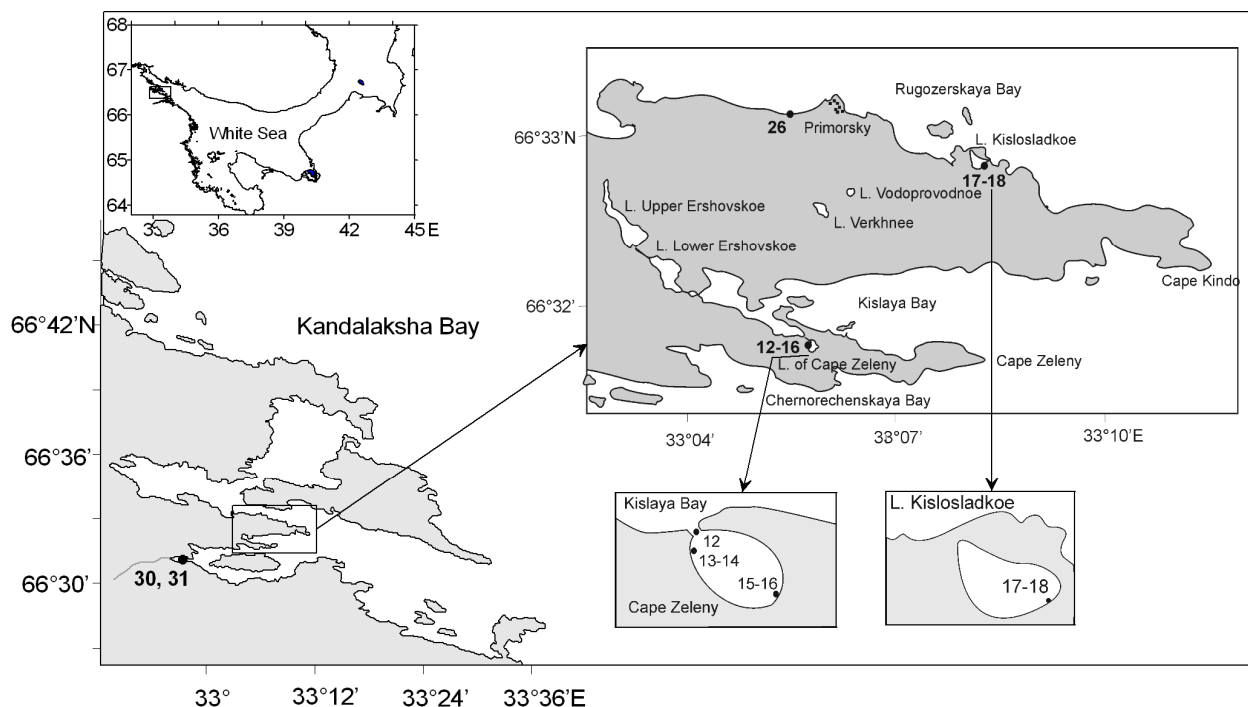 68
67
66
65
64
33
36
39
42
45 E
White Sea
66°42'N
66°36'
66°30'
33°
33°12'
33°24'
33°36'E
Kandalaksha Bay
30, 31
66°33'N
66°32'
33°04'
38°07'
33°10'E
26
Primorsky
Rugozerskaya Bay
L. Kislosladkoe
17-18
L. Vodoprovodnoe
L. Verkhnee
L. Upper Ershovskoe
L. Lower Ershovskoe
Cape Kindo
Kislaya Bay
12-16
L. of Cape Zeleny
Cape Zeleny
Chernorechenskaya Bay
Kislaya Bay
12
13-14
15-16
Cape Zeleny
L. Kislosladkoe
17-18